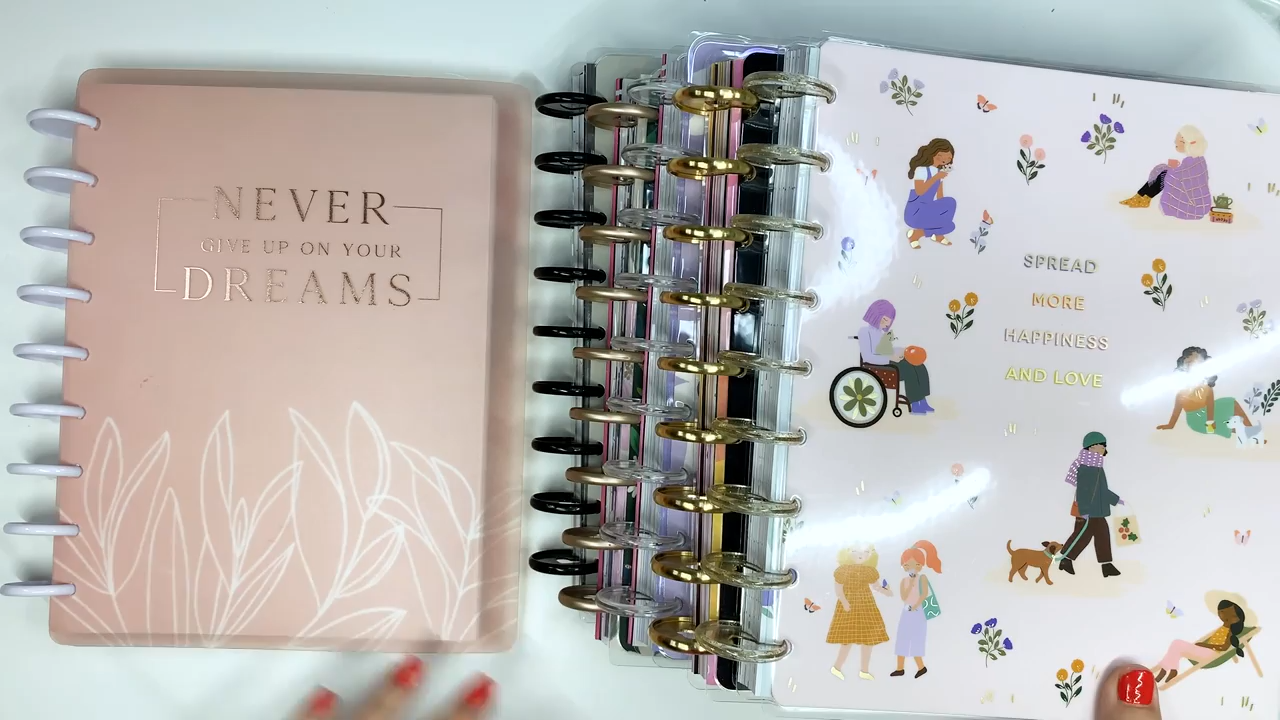 NEVER
GIVE UP ON YOUR
DREAMS
SPREAD
MORE
HAPPINESS
AND LOVE